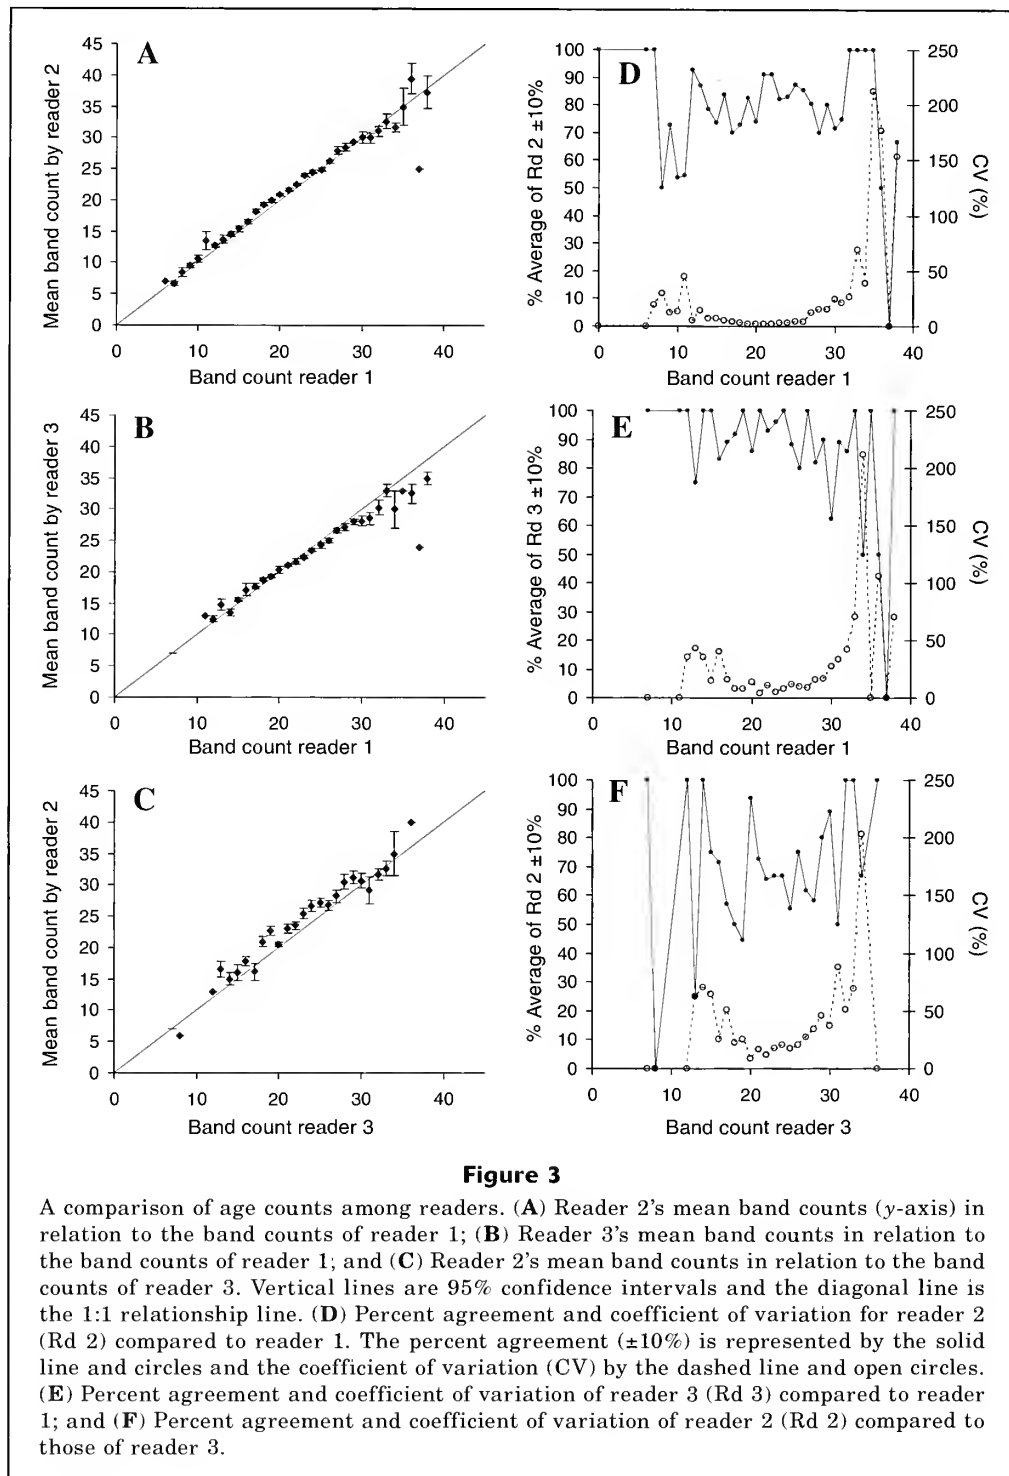 A
Mean band count by reader 2
45
40
35
30
25
20
15
10
5
0
0 10 20 30 40
Band count reader 1
D
% Average of Rd 2 ±10%
100
90
80
70
60
50
40
30
20
10
0
250
200
150
100
50
0
CV (%)
0 10 20 30 40
Band count reader 1
B
Mean band count by reader 3
45
40
35
30
25
20
15
10
5
0
0 10 20 30 40
Band count reader 1
E
% Average of Rd 3 ±10%
100
90
80
70
60
50
40
30
20
10
0
250
200
150
100
50
0
CV (%)
0 10 20 30 40
Band count reader 1
C
Mean band count by reader 2
45
40
35
30
25
20
15
10
5
0
0 10 20 30 40
Band count reader 3
F
% Average of Rd 2 ±10%
100
90
80
70
60
50
40
30
20
10
0
250
200
150
100
50
0
CV (%)
0 10 20 30 40
Band count reader 3
Figure 3
A comparison of age counts among readers. (A) Reader 2's mean band counts (y-axis) in
relation to the band counts of reader 1; (B) Reader 3's mean band counts in relation to
the band counts of reader 1; and (C) Reader 2's mean band counts in relation to the band
counts of reader 3. Vertical lines are 95% confidence intervals and the diagonal line is
the 1:1 relationship line. (D) Percent agreement and coefficient of variation for reader 2
(Rd 2) compared to reader 1. The percent agreement (±10%) is represented by the solid
line and circles and the coefficient of variation (CV) by the dashed line and open circles.
(E) Percent agreement and coefficient of variation of reader 3 (Rd 3) compared to reader
1; and (F) Percent agreement and coefficient of variation of reader 2 (Rd 2) compared to
those of reader 3.